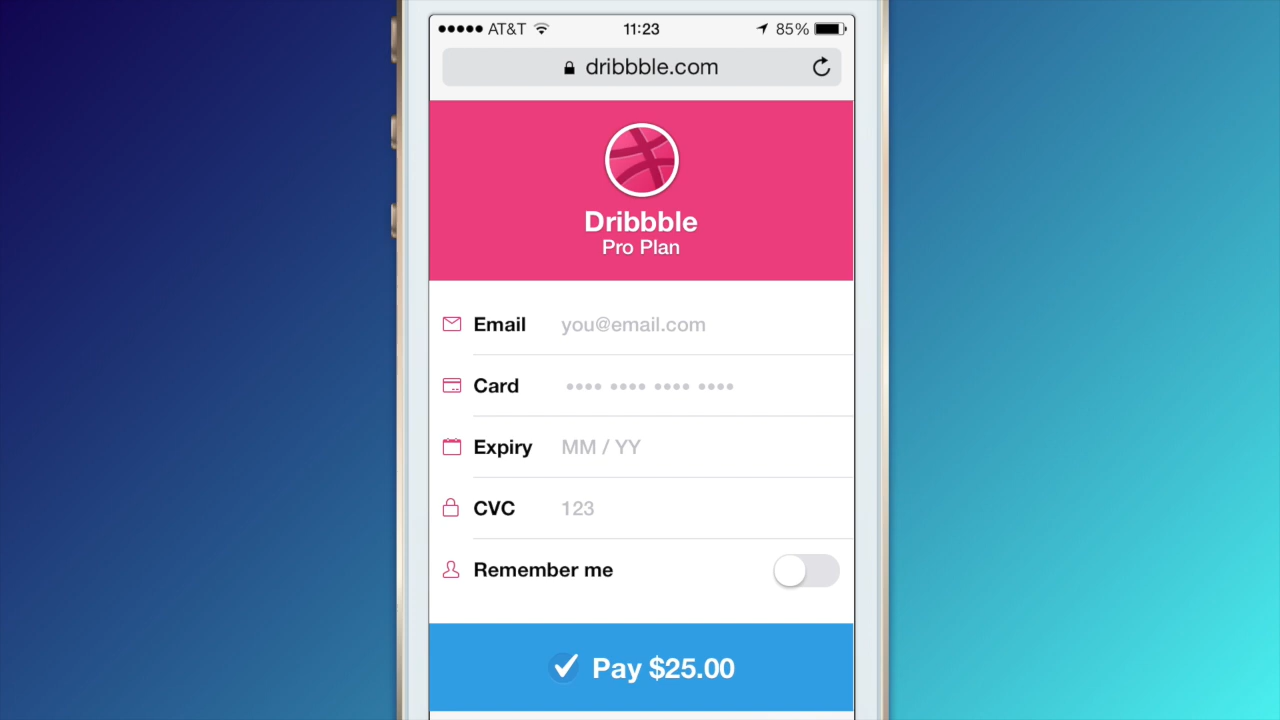 AT&T 11:23 85%
dribbble.com
Dribbble
Pro Plan
Email you@email.com
Card •••• •••• •••• ••••
Expiry MM / YY
CVC 123
Remember me
Pay $25.00